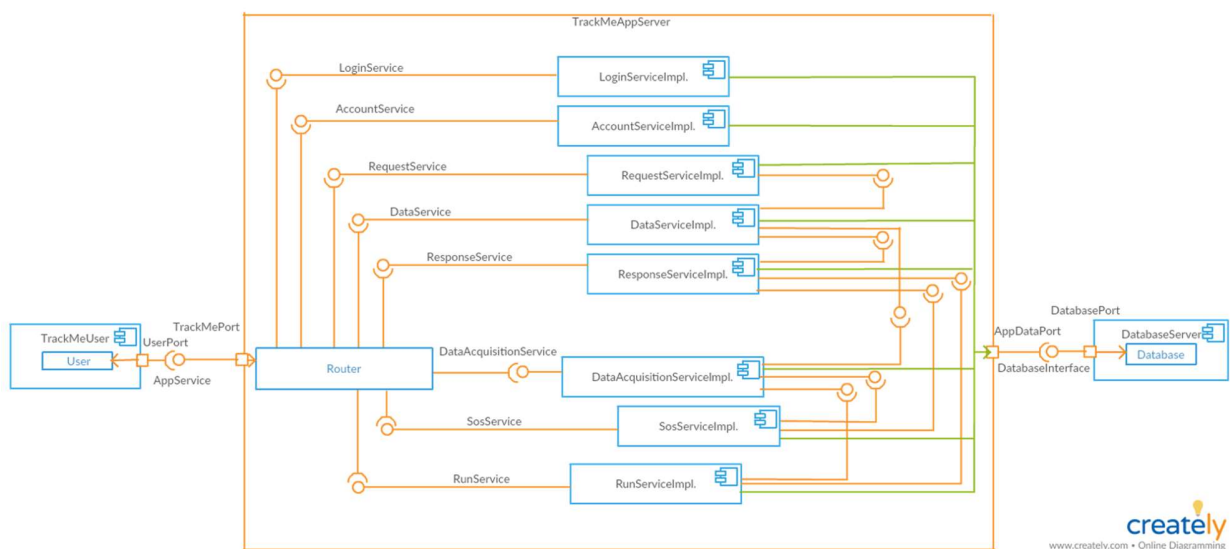 TrackMeAppServer
LoginService
LoginServiceImpl.
AccountService
AccountServiceImpl.
RequestService
RequestServiceImpl.
DataService
DataServiceImpl.
ResponseService
ResponseServiceImpl.
TrackMeUser
User
UserPort
AppService
TrackMePort
Router
DataAcquisitionService
DataAcquisitionServiceImpl.
SosService
SosServiceImpl.
RunService
RunServiceImpl.
AppDataPort
DatabasePort
DatabaseInterface
DatabaseServer
Database
creately
www.creately.com • Online Diagramming